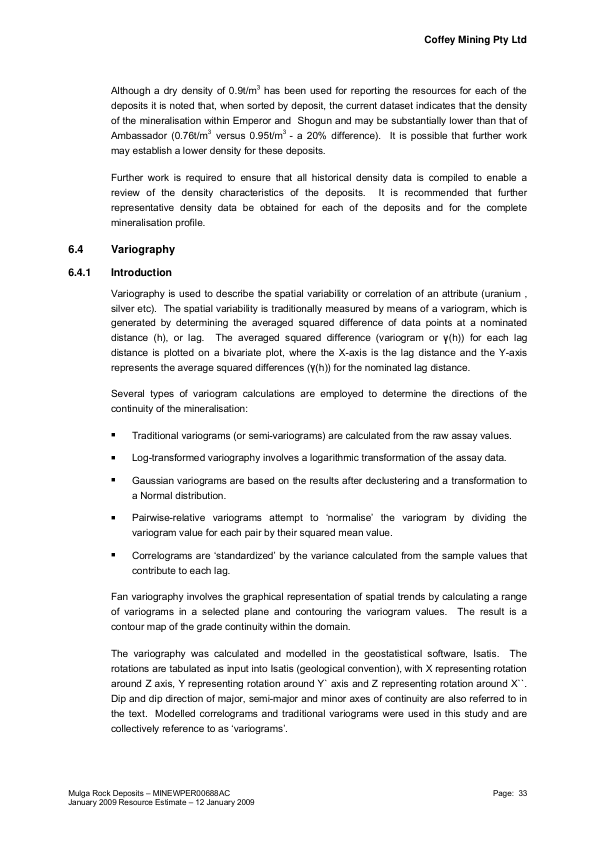 Coffey Mining Pty Ltd
Although a dry density of 0.9t/m³ has been used for reporting the resources for each of the
deposits it is noted that, when sorted by deposit, the current dataset indicates that the density
of the mineralisation within Emperor and  Shogun and may be substantially lower than that of
Ambassador (0.76t/m³ versus 0.95t/m³ - a 20% difference).  It is possible that further work
may establish a lower density for these deposits.
Further work is required to ensure that all historical density data is compiled to enable a
review of the density characteristics of the deposits.  It is recommended that further
representative density data be obtained for each of the deposits and for the complete
mineralisation profile.
6.4 Variography
6.4.1 Introduction
Variography is used to describe the spatial variability or correlation of an attribute (uranium ,
silver etc).  The spatial variability is traditionally measured by means of a variogram, which is
generated by determining the averaged squared difference of data points at a nominated
distance (h), or lag.  The averaged squared difference (variogram or γ(h)) for each lag
distance is plotted on a bivariate plot, where the X-axis is the lag distance and the Y-axis
represents the average squared differences (γ(h)) for the nominated lag distance.
Several types of variogram calculations are employed to determine the directions of the
continuity of the mineralisation:
▪ Traditional variograms (or semi-variograms) are calculated from the raw assay values.
▪ Log-transformed variography involves a logarithmic transformation of the assay data.
▪ Gaussian variograms are based on the results after declustering and a transformation to
a Normal distribution.
▪ Pairwise-relative variograms attempt to ‘normalise’ the variogram by dividing the
variogram value for each pair by their squared mean value.
▪ Correlograms are ‘standardized’ by the variance calculated from the sample values that
contribute to each lag.
Fan variography involves the graphical representation of spatial trends by calculating a range
of variograms in a selected plane and contouring the variogram values.  The result is a
contour map of the grade continuity within the domain.
The variography was calculated and modelled in the geostatistical software, Isatis.  The
rotations are tabulated as input into Isatis (geological convention), with X representing rotation
around Z axis, Y representing rotation around Y` axis and Z representing rotation around X``.
Dip and dip direction of major, semi-major and minor axes of continuity are also referred to in
the text.  Modelled correlograms and traditional variograms were used in this study and are
collectively reference to as ‘variograms’.
Mulga Rock Deposits – MINEWPER00688AC Page:  33
January 2009 Resource Estimate – 12 January 2009